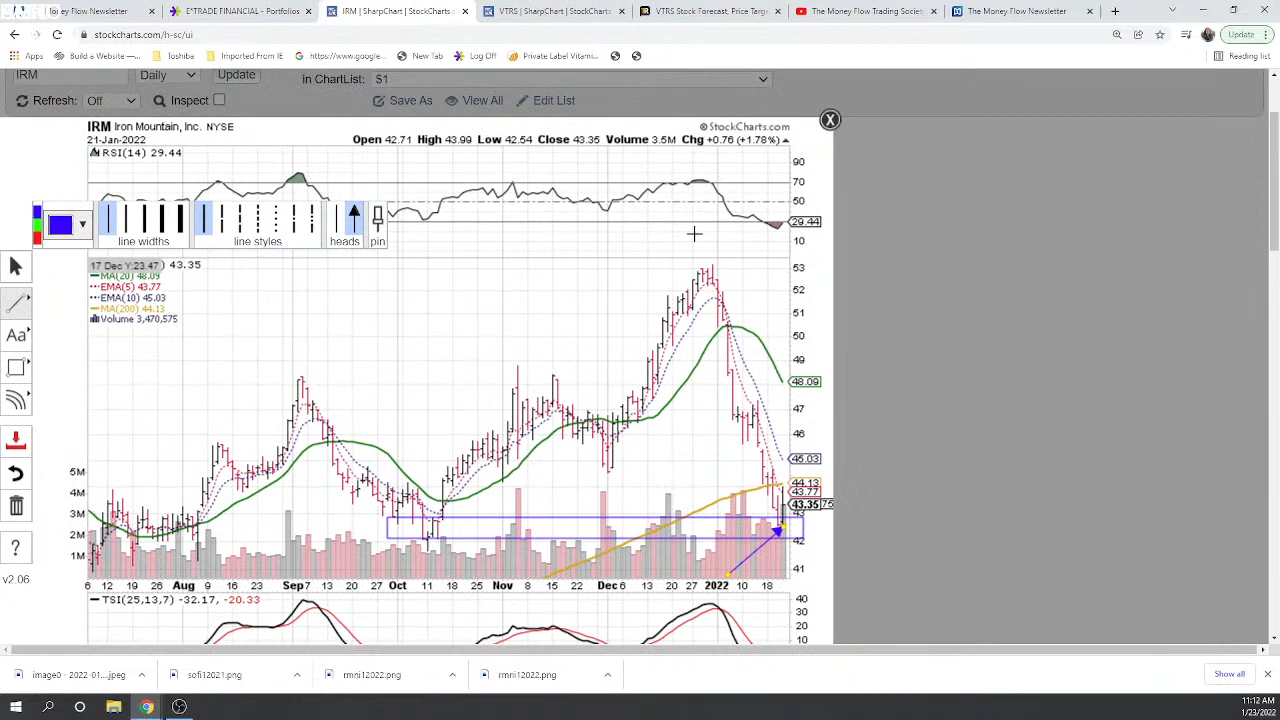 E*TRADE FINANCIAL - Portfolios
IRM | SharpChart | StockCharts.c
VTRS | SharpChart | StockCharts
VTRS Stock Forecast, Price Targ
The Money Flow Trading Societ
The Money Flow Newsletter
stockcharts.com/h-sc/ui
Update
Apps
Build a Workstation...
Toshiba
Imported From IE
https://www.google...
New Tab
Log Off
Private Label Vitami...
Reading list
IRM
Daily
Update
in ChartList:
S1
Refresh:
Off
Inspect
Save As
View All
Edit List
X
IRM Iron Mountain, Inc. NYSE
© StockCharts.com
21-Jan-2022
Open 42.71 High 43.99 Low 42.54 Close 43.35 Volume 3.5M Chg +0.76 (+1.78%)
RSI(14) 29.44
90
70
50
29.44
10
line widths
line styles
heads
pin
17 Dec Y:23.47 ) 43.35
MA(20) 48.09
EMA(5) 43.77
EMA(10) 45.03
MA(200) 44.13
Volume 3,470,575
53
52
51
50
49
48.09
47
46
45.03
44.13
43.77
43.35
43
42
41
5M
4M
3M
2M
1M
6 12 19 26 Aug 9 16 23 Sep 7 13 20 27 Oct 11 18 25 Nov 8 15 22 Dec 6 13 20 27 2022 10 18
TSI(25,13,7) -32.17, -20.33
40
30
20
10
Aa
?
v2.06
image0 - 2022-01....jpeg
sofi12021.png
rmni12022.png
rmni12022.png
Show all
11:12 AM
1/23/2022